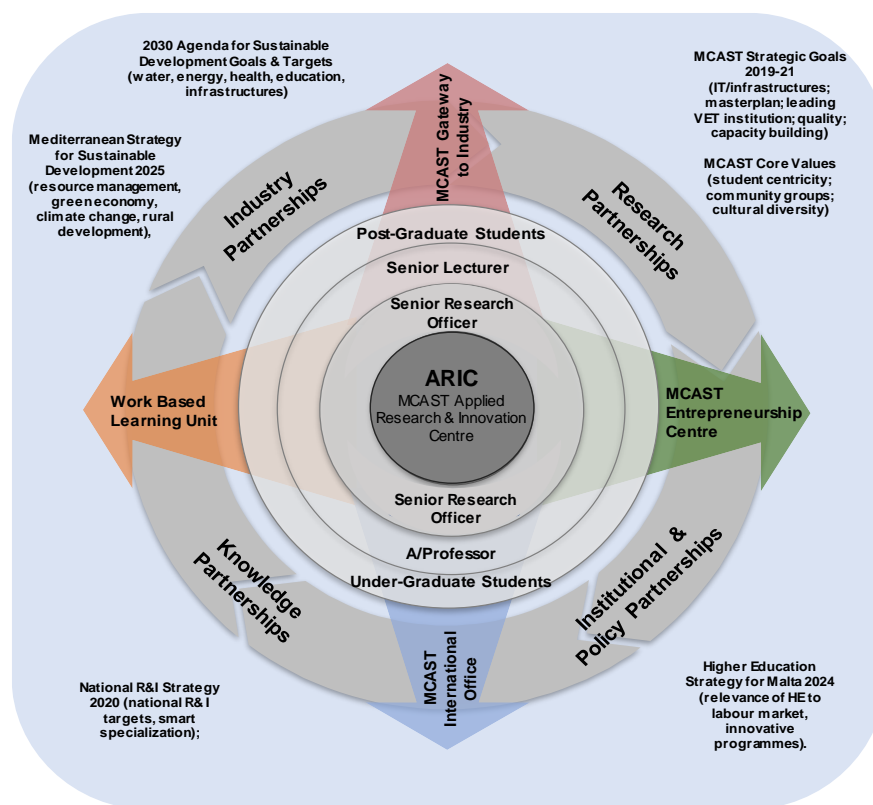 2030 Agenda for Sustainable
Development Goals & Targets
(water, energy, health, education,
infrastructures)
MCAST Strategic Goals
2019-21
(IT/infrastructures;
masterplan; leading
VET institution; quality;
capacity building)
MCAST Core Values
(student centricity;
community groups;
cultural diversity)
Mediterranean Strategy
for Sustainable
Development 2025
(resource management,
green economy,
climate change, rural
development),
MCAST Gateway
to Industry
Industry
Partnerships
Research
Partnerships
Post-Graduate Students
Senior Lecturer
Senior Research
Officer
ARIC
MCAST Applied
Research & Innovation
Centre
Work Based
Learning Unit
MCAST
Entrepreneurship
Centre
Senior Research
Officer
A/Professor
Under-Graduate Students
Knowledge
Partnerships
Institutional &
Policy Partnerships
MCAST
International
Office
National R&I Strategy
2020 (national R&I
targets, smart
specialization);
Higher Education
Strategy for Malta 2024
(relevance of HE to
labour market,
innovative
programmes).